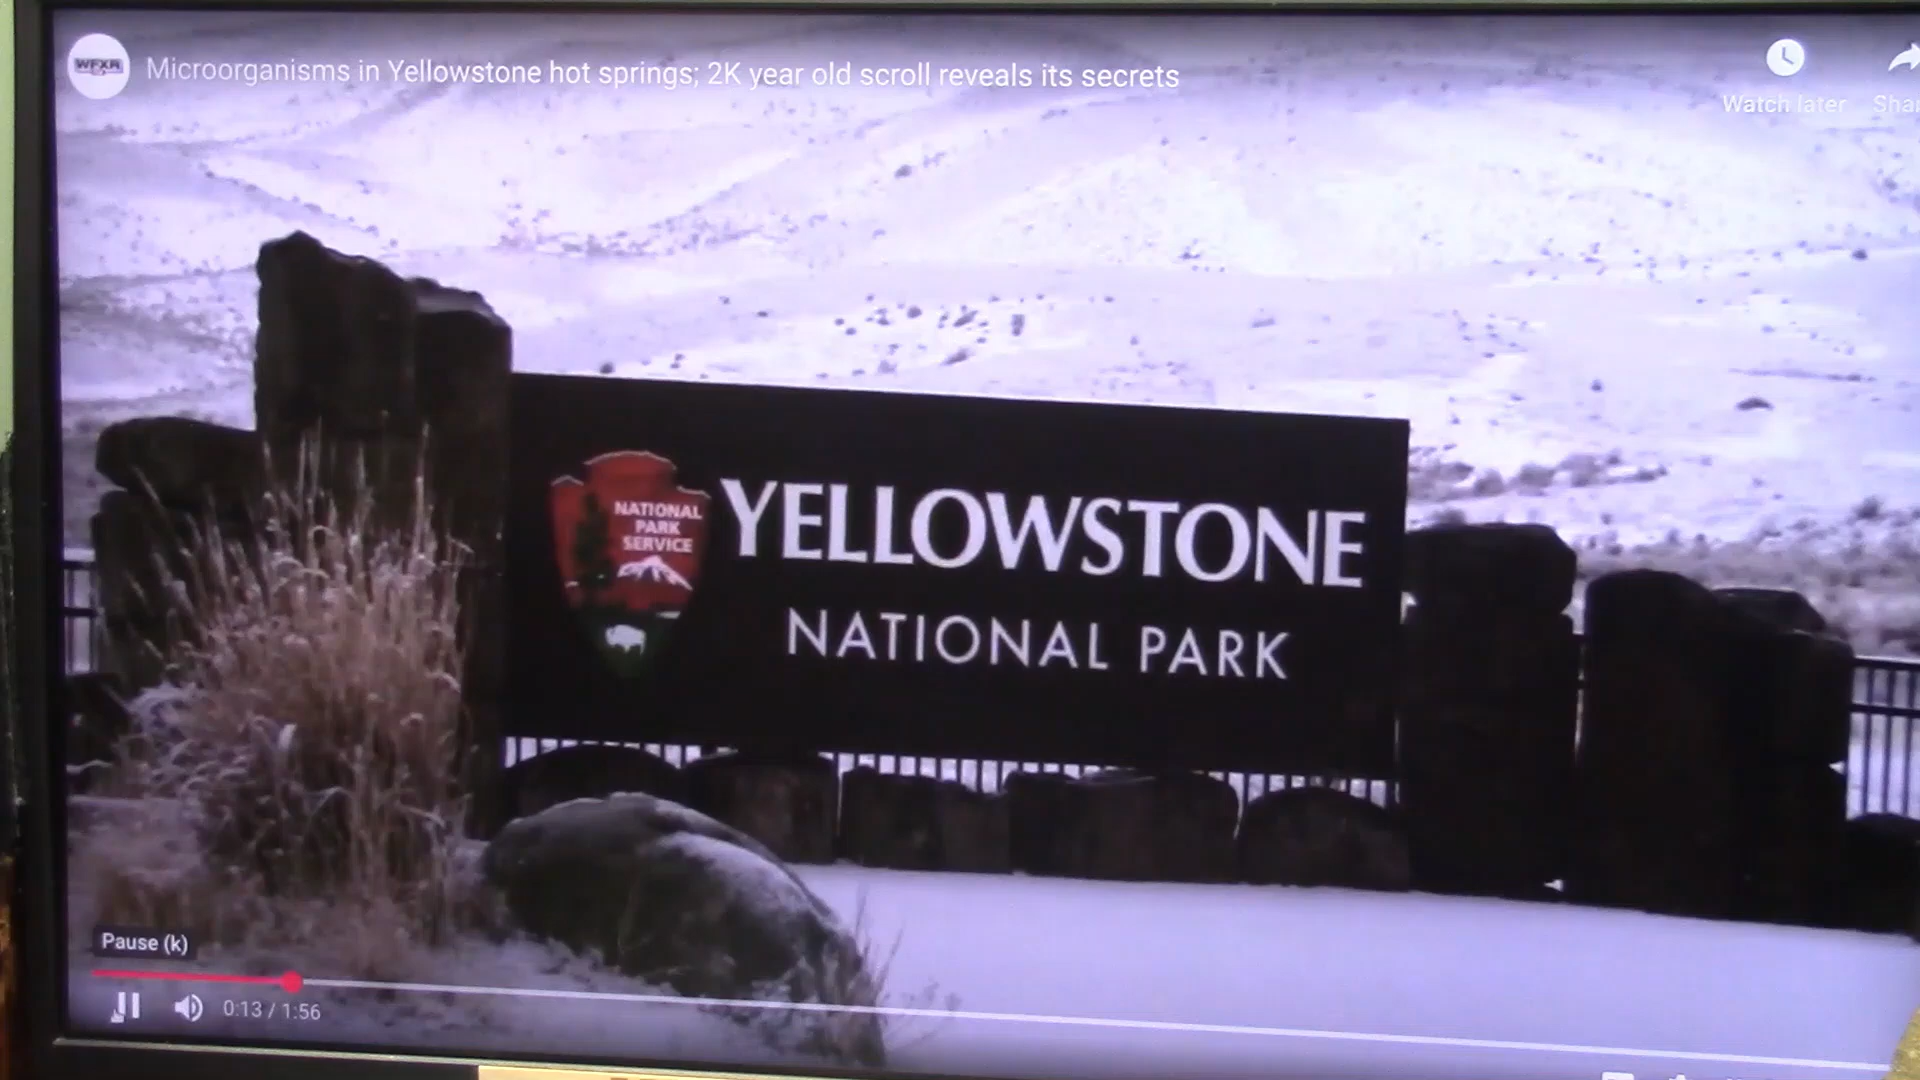 WFXR
Microorganisms in Yellowstone hot springs; 2K year old scroll reveals its secrets
Watch later
NATIONAL
PARK
SERVICE
YELLOWSTONE
NATIONAL PARK
Pause (k)
0:13 / 1:56